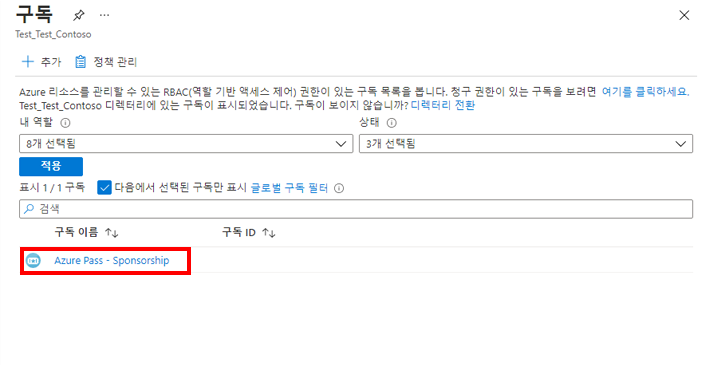 구독
Test_Test_Contoso
추가 정책 관리
Azure 리소스를 관리할 수 있는 RBAC(역할 기반 액세스 제어) 권한이 있는 구독 목록을 봅니다. 청구 권한이 있는 구독을 보려면 여기를 클릭하세요.
Test_Test_Contoso 디렉터리에 있는 구독이 표시되었습니다. 구독이 보이지 않습니까? 디렉터리 전환
내 역할 상태
8개 선택됨 3개 선택됨
적용
표시 1 / 1 구독 다음에서 선택된 구독만 표시 글로벌 구독 필터
검색
구독 이름 구독 ID
Azure Pass - Sponsorship